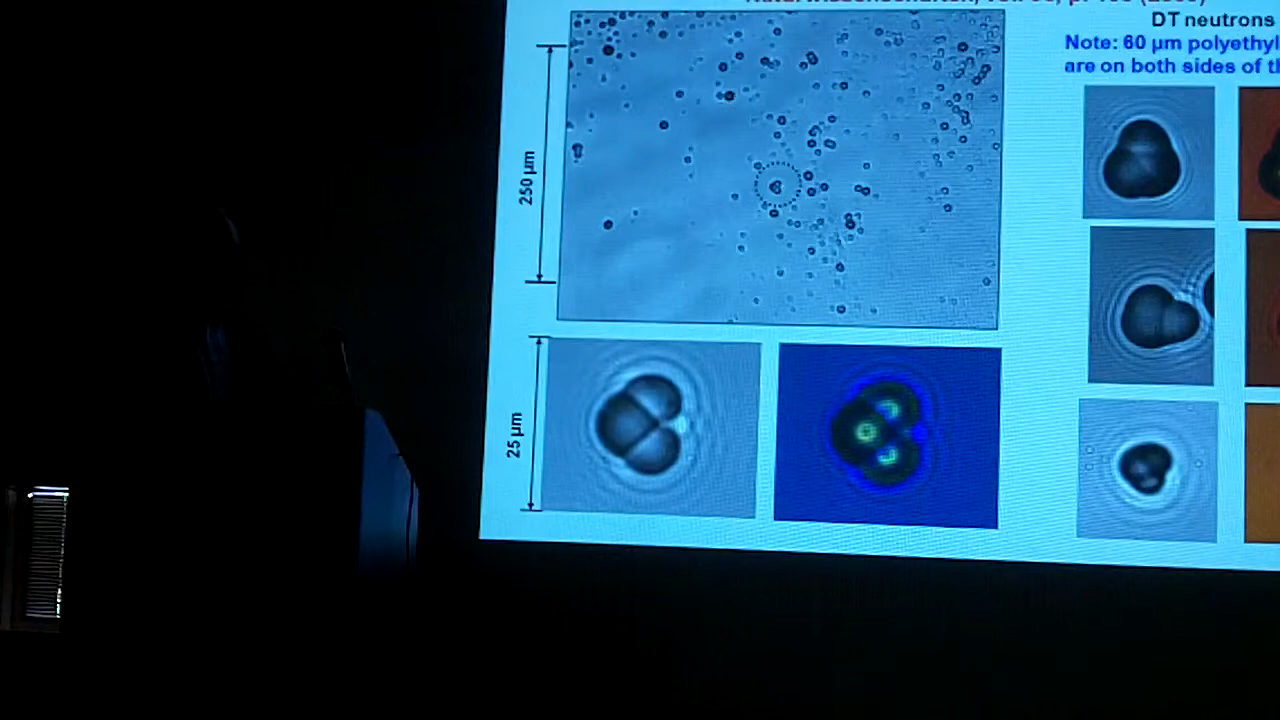 DT neutrons
Note: 60 µm polyethyl
are on both sides of th
250 µm
25 µm